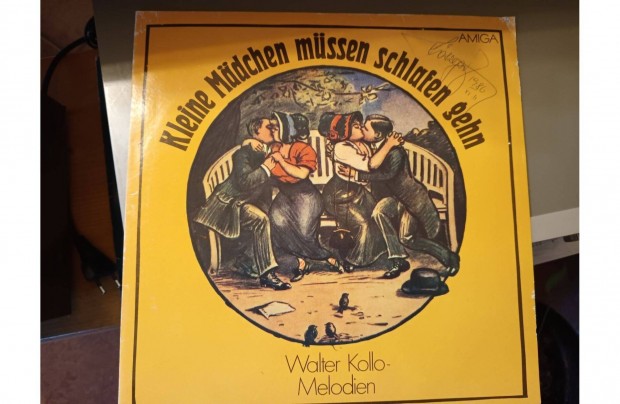 Kleine Mädchen müssen schlafen gehn
AMIGA
Walter Kollo-
Melodien